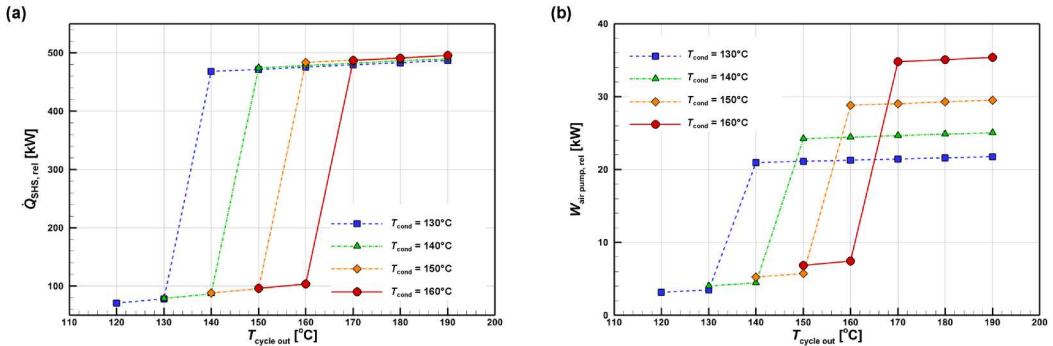 (a)
Q̇SHS, rel [kW]
500
400
300
200
100
110 120 130 140 150 160 170 180 190 200
Tcycle out [°C]
Tcond = 130°C
Tcond = 140°C
Tcond = 150°C
Tcond = 160°C
(b)
Wair pump, rel [kW]
40
30
20
10
0
110 120 130 140 150 160 170 180 190 200
Tcycle out [°C]
Tcond = 130°C
Tcond = 140°C
Tcond = 150°C
Tcond = 160°C